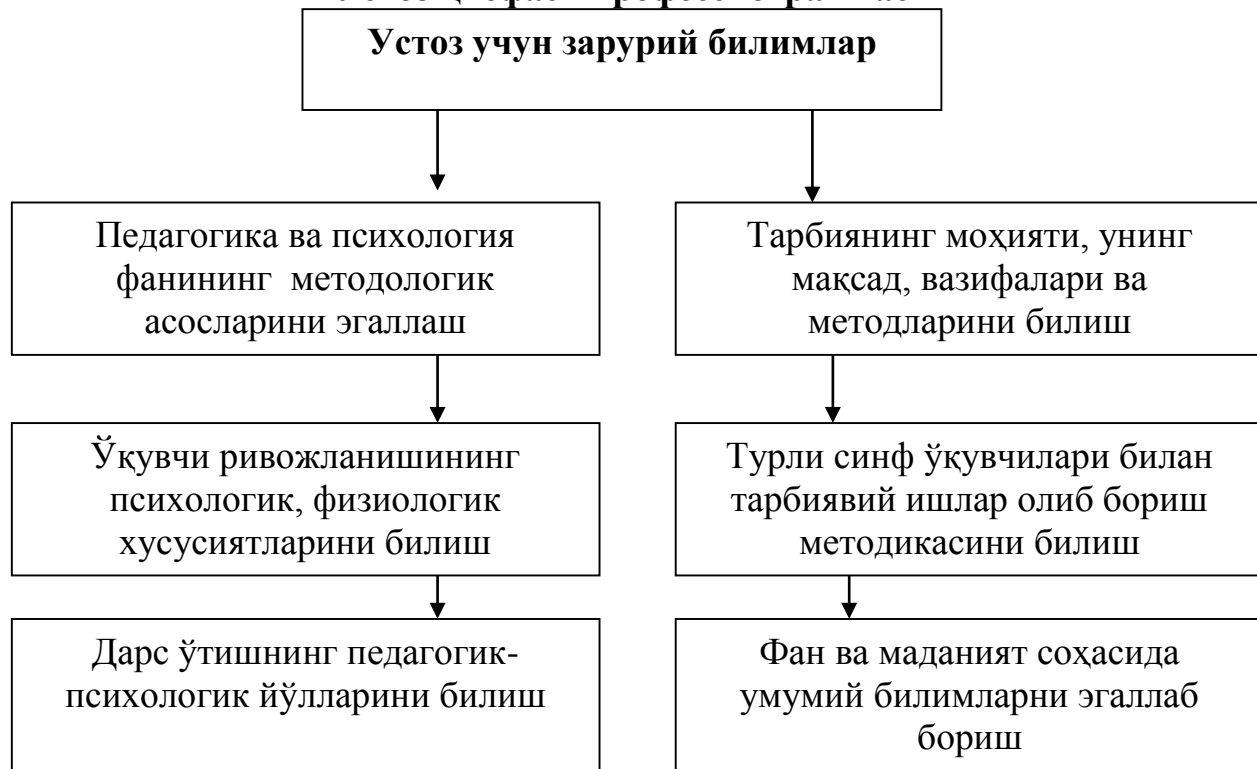 Устоз учун зарурий билимлар
Педагогика ва психология
фанининг методологик
асосларини эгаллаш
Ўқувчи ривожланишининг
психологик, физиологик
хусусиятларини билиш
Дарс ўтишнинг педагогик-
психологик йўлларини билиш
Тарбиянинг моҳияти, унинг
мақсад, вазифалари ва
методларини билиш
Турли синф ўқувчилари билан
тарбиявий ишлар олиб бориш
методикасини билиш
Фан ва маданият соҳасида
умумий билимларни эгаллаб
бориш